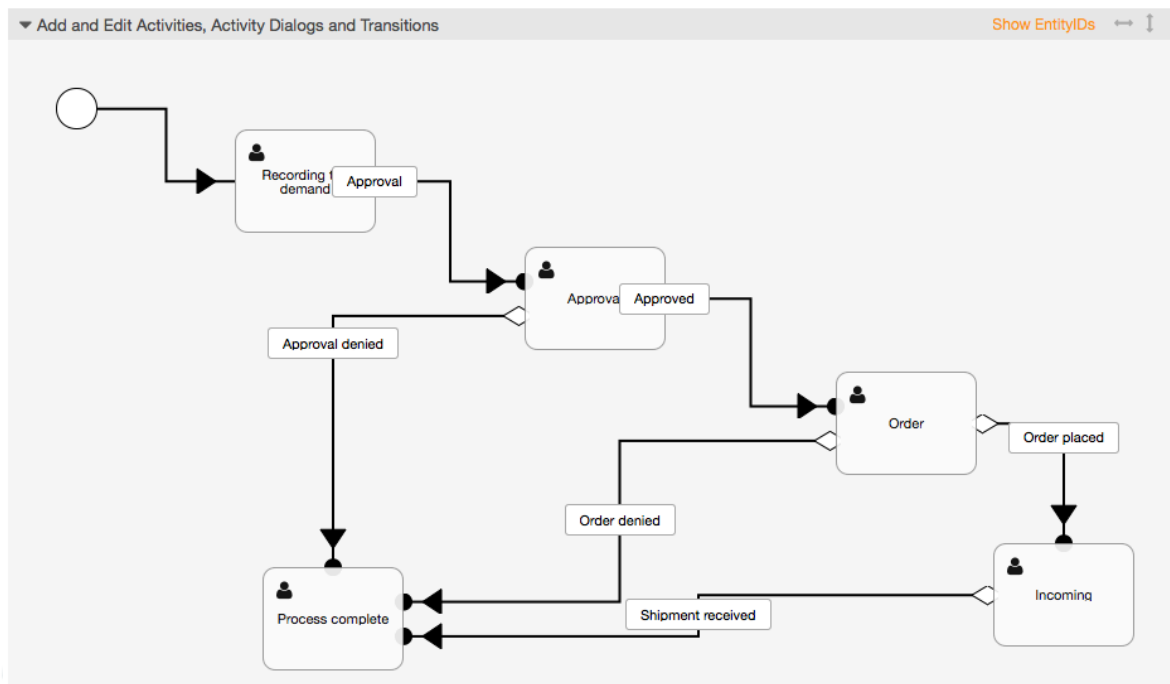 Add and Edit Activities, Activity Dialogs and Transitions
Show EntityIDs
Recording
demand
Approval
Approval
Approved
Approval denied
Order
Order placed
Order denied
Process complete
Shipment received
Incoming